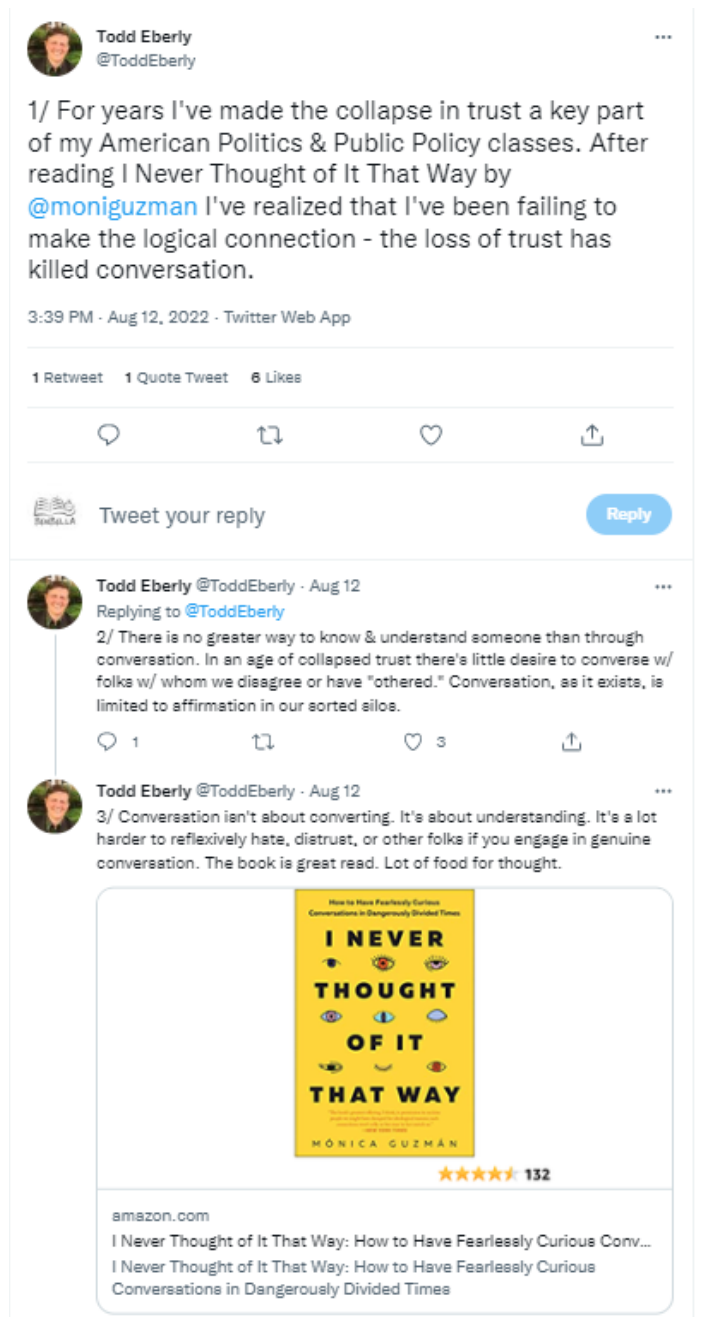 Todd Eberly
@ToddEberly
1/ For years I've made the collapse in trust a key part
of my American Politics & Public Policy classes. After
reading I Never Thought of It That Way by
@moniguzman I've realized that I've been failing to
make the logical connection - the loss of trust has
killed conversation.
3:39 PM · Aug 12, 2022 · Twitter Web App
1 Retweet 1 Quote Tweet 6 Likes
BENBELLA
Tweet your reply
Reply
Todd Eberly @ToddEberly · Aug 12
Replying to @ToddEberly
2/ There is no greater way to know & understand someone than through
conversation. In an age of collapsed trust there's little desire to converse w/
folks w/ whom we disagree or have "othered." Conversation, as it exists, is
limited to affirmation in our sorted silos.
1 3
Todd Eberly @ToddEberly · Aug 12
3/ Conversation isn't about converting. It's about understanding. It's a lot
harder to reflexively hate, distrust, or other folks if you engage in genuine
conversation. The book is great read. Lot of food for thought.
How to Have Fearlessly Curious
Conversations in Dangerously Divided Times
I NEVER
THOUGHT
OF IT
THAT WAY
MÓNICA GUZMÁN
132
amazon.com
I Never Thought of It That Way: How to Have Fearlessly Curious Conv...
I Never Thought of It That Way: How to Have Fearlessly Curious
Conversations in Dangerously Divided Times